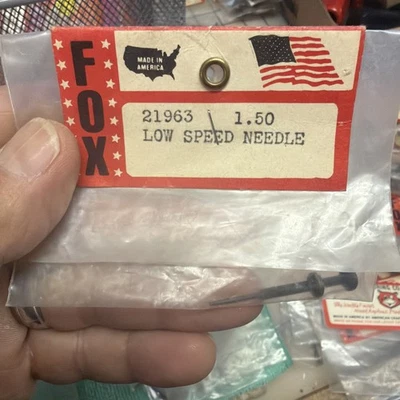 FOX
MADE IN
AMERICA
21963 1.50
LOW SPEED NEEDLE